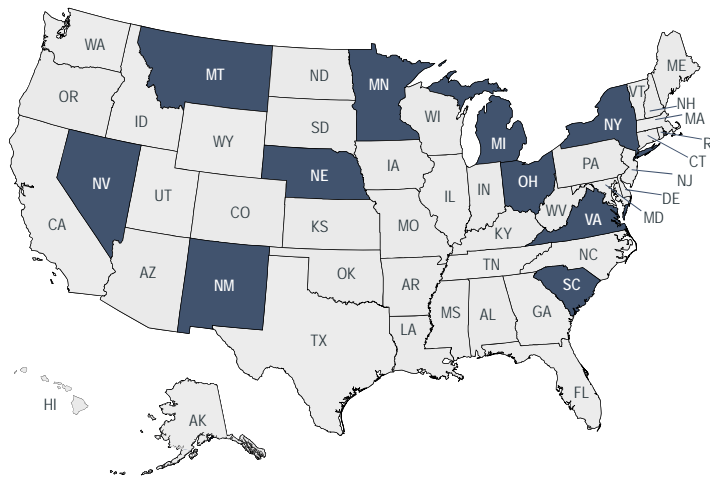 WA
ME
MT
ND
VT
MN
OR
NH
MA
WI
NY
SD
ID
R
WY
MI
CT
PA
IA
NE
NJ
OH
NV
IN
IL
DE
UT
WV
CO
VA
MD
CA
MO
KS
KY
NC
TN
AZ
OK
NM
AR
SC
MS
AL
GA
LA
TX
FL
HI
AK